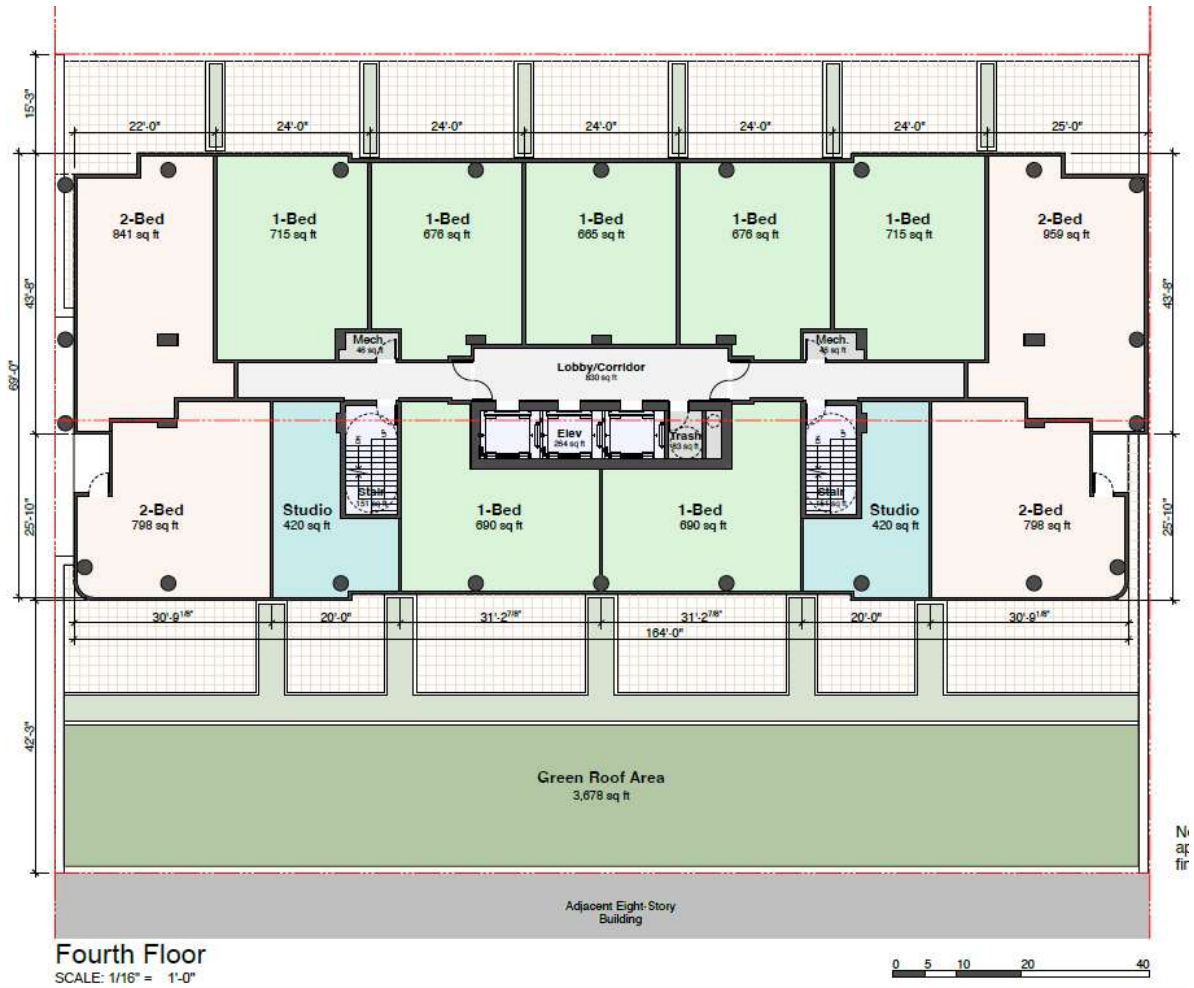 15'-3"
22'-0" 24'-0" 24'-0" 24'-0" 24'-0" 24'-0" 25'-0"
2-Bed
841 sq ft
1-Bed
715 sq ft
1-Bed
676 sq ft
1-Bed
665 sq ft
1-Bed
676 sq ft
1-Bed
715 sq ft
2-Bed
959 sq ft
43'-8"
43'-8"
69'-0"
Mech.
46 sq ft
Mech.
46 sq ft
Lobby/Corridor
830 sq ft
Elev
264 sq ft
Trash
Stair
151 sq ft
Stair
2-Bed
798 sq ft
Studio
420 sq ft
1-Bed
690 sq ft
1-Bed
690 sq ft
Studio
420 sq ft
2-Bed
798 sq ft
25'-10"
25'-10"
30'-9 1/8" 20'-0" 31'-2 7/8" 31'-2 7/8" 20'-0" 30'-9 1/8"
164'-0"
42'-3"
Green Roof Area
3,678 sq ft
Adjacent Eight-Story
Building
Fourth Floor
SCALE: 1/16" = 1'-0"
0 5 10 20 40